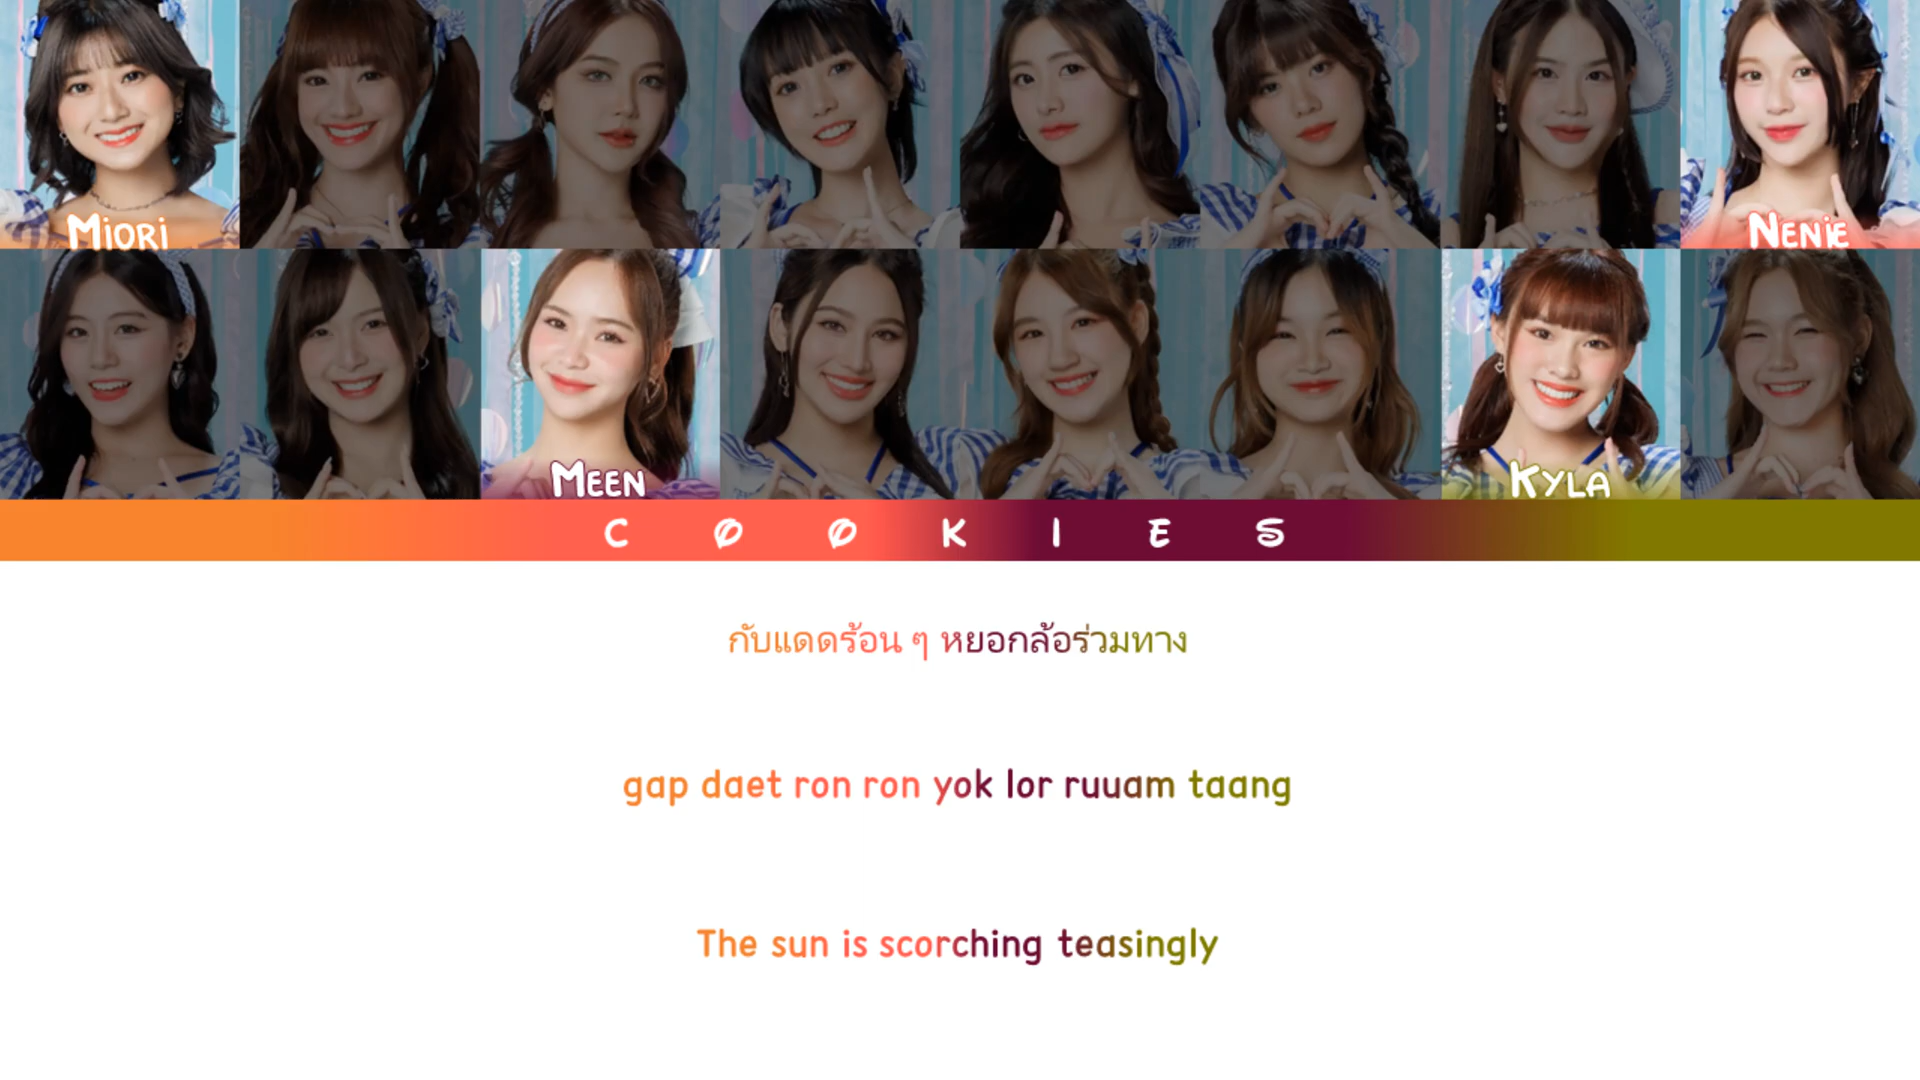 Miori
Nenie
Meen
Kyla
COOKIES
กับแดดร้อน ๆ หยอกล้อร่วมทาง
gap daet ron ron yok lor ruuam taang
The sun is scorching teasingly